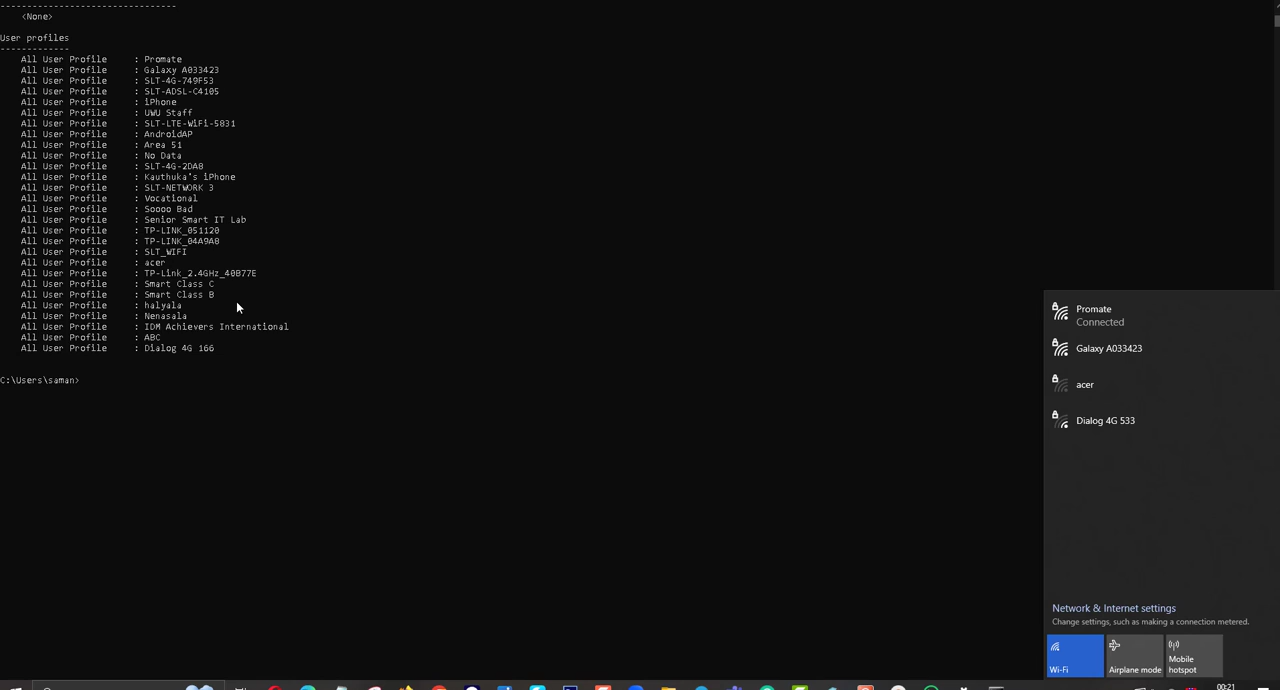 ---------------------------------
<None>
User profiles
-------------
All User Profile : Promate
All User Profile : Galaxy A033423
All User Profile : SLT-4G-749F53
All User Profile : SLT-ADSL-C4105
All User Profile : iPhone
All User Profile : UWU Staff
All User Profile : SLT-LTE-WiFi-5831
All User Profile : AndroidAP
All User Profile : Area 51
All User Profile : No Data
All User Profile : SLT-4G-2DA8
All User Profile : Kauthuka's iPhone
All User Profile : SLT-NETWORK 3
All User Profile : Vocational
All User Profile : Soooo Bad
All User Profile : Senior Smart IT Lab
All User Profile : TP-LINK_051120
All User Profile : TP-LINK_04A9A8
All User Profile : SLT_WIFI
All User Profile : acer
All User Profile : TP-Link_2.4GHz_40B77E
All User Profile : Smart Class C
All User Profile : Smart Class B
All User Profile : halyala
All User Profile : Nenasala
All User Profile : IDM Achievers International
All User Profile : ABC
All User Profile : Dialog 4G 166
C:\Users\saman>
Promate
Connected
Galaxy A033423
acer
Dialog 4G 533
Network & Internet settings
Change settings, such as making a connection metered.
Wi-Fi
Airplane mode
Mobile
hotspot
00:21